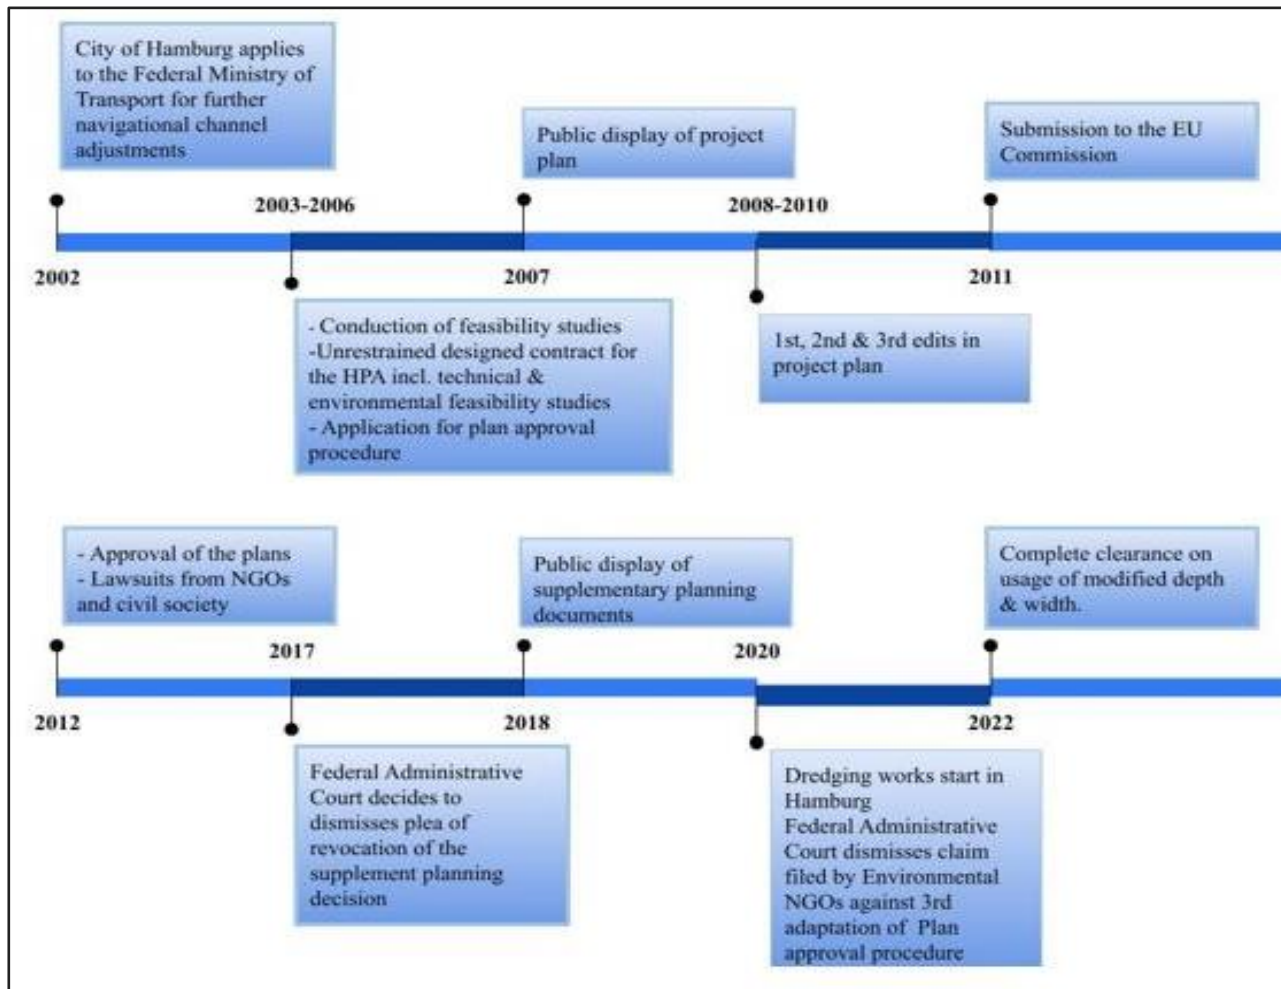 City of Hamburg applies
to the Federal Ministry of
Transport for further
navigational channel
adjustments
Public display of project
plan
Submission to the EU
Commission
2003-2006
2008-2010
2002
2007
2011
- Conduction of feasibility studies
-Unrestrained designed contract for
the HPA incl. technical &
environmental feasibility studies
- Application for plan approval
procedure
1st, 2nd & 3rd edits in
project plan
- Approval of the plans
- Lawsuits from NGOs
and civil society
Public display of
supplementary planning
documents
Complete clearance on
usage of modified depth
& width.
2017
2020
2012
2018
2022
Federal Administrative
Court decides to
dismisses plea of
revocation of the
supplement planning
decision
Dredging works start in
Hamburg
Federal Administrative
Court dismisses claim
filed by Environmental
NGOs against 3rd
adaptation of Plan
approval procedure